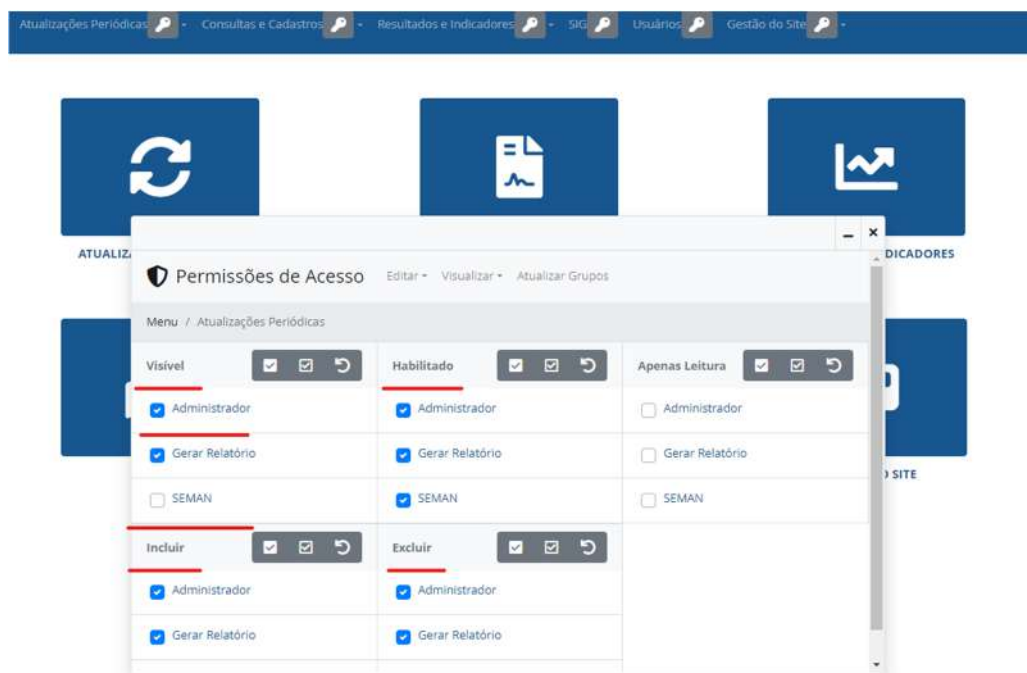 Atualizações Periódicas Consultas e Cadastros Resultados e Indicadores SIG Usuários Gestão do Site
ATUALIZ
DICADORES
Permissões de Acesso Editar Visualizar Atualizar Grupos
Menu / Atualizações Periódicas
Visível Habilitado Apenas Leitura
Administrador Administrador Administrador
Gerar Relatório Gerar Relatório Gerar Relatório
SITE
SEMAN SEMAN SEMAN
Incluir Excluir
Administrador Administrador
Gerar Relatório Gerar Relatório